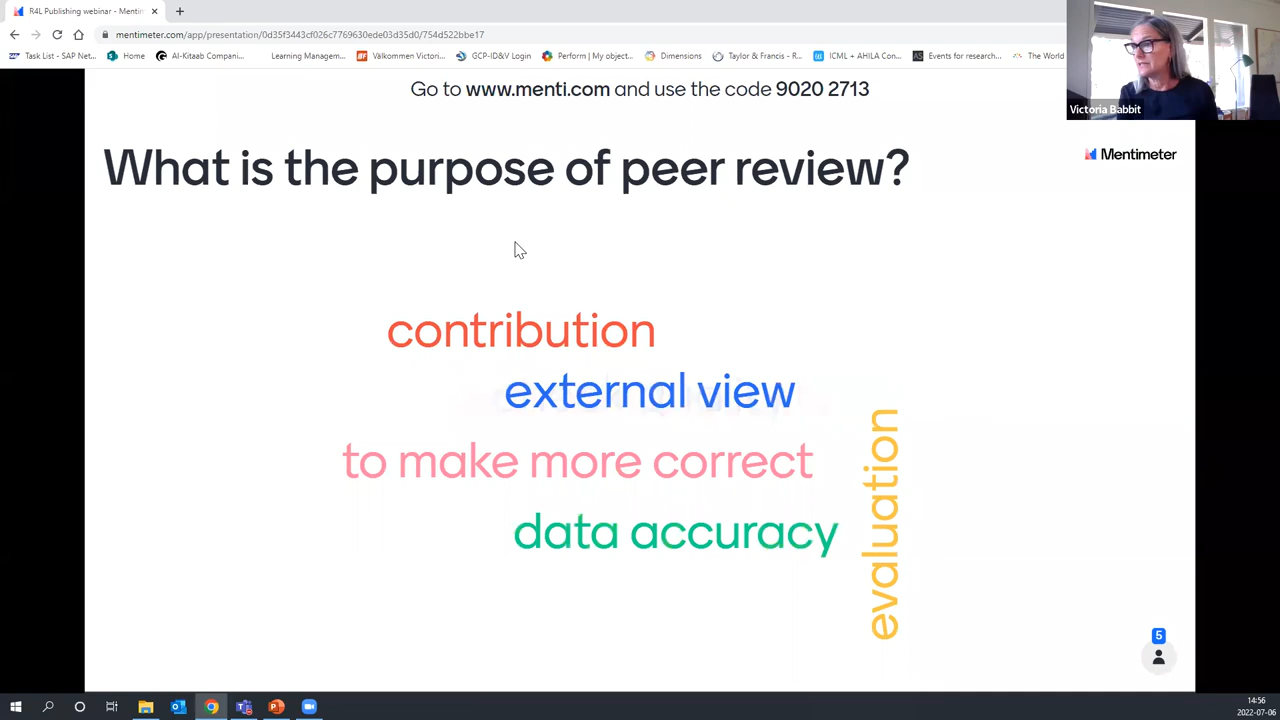 R4L Publishing webinar - Mentim
mentimeter.com/app/presentation/0d35f3443cf026c7769630ede03d35d0/754d522bbe17
Task List - SAP Net... Home Al-Kitaab Compani... Learning Managem... Välkommen Victori... GCP-ID&V Login Perform | My object... Dimensions Taylor & Francis - R... ICML + AHILA Con... Events for research... The World
Victoria Babbit
Go to www.menti.com and use the code 9020 2713
Mentimeter
What is the purpose of peer review?
contribution
external view
to make more correct
data accuracy
evaluation
5
14:56
2022-07-06